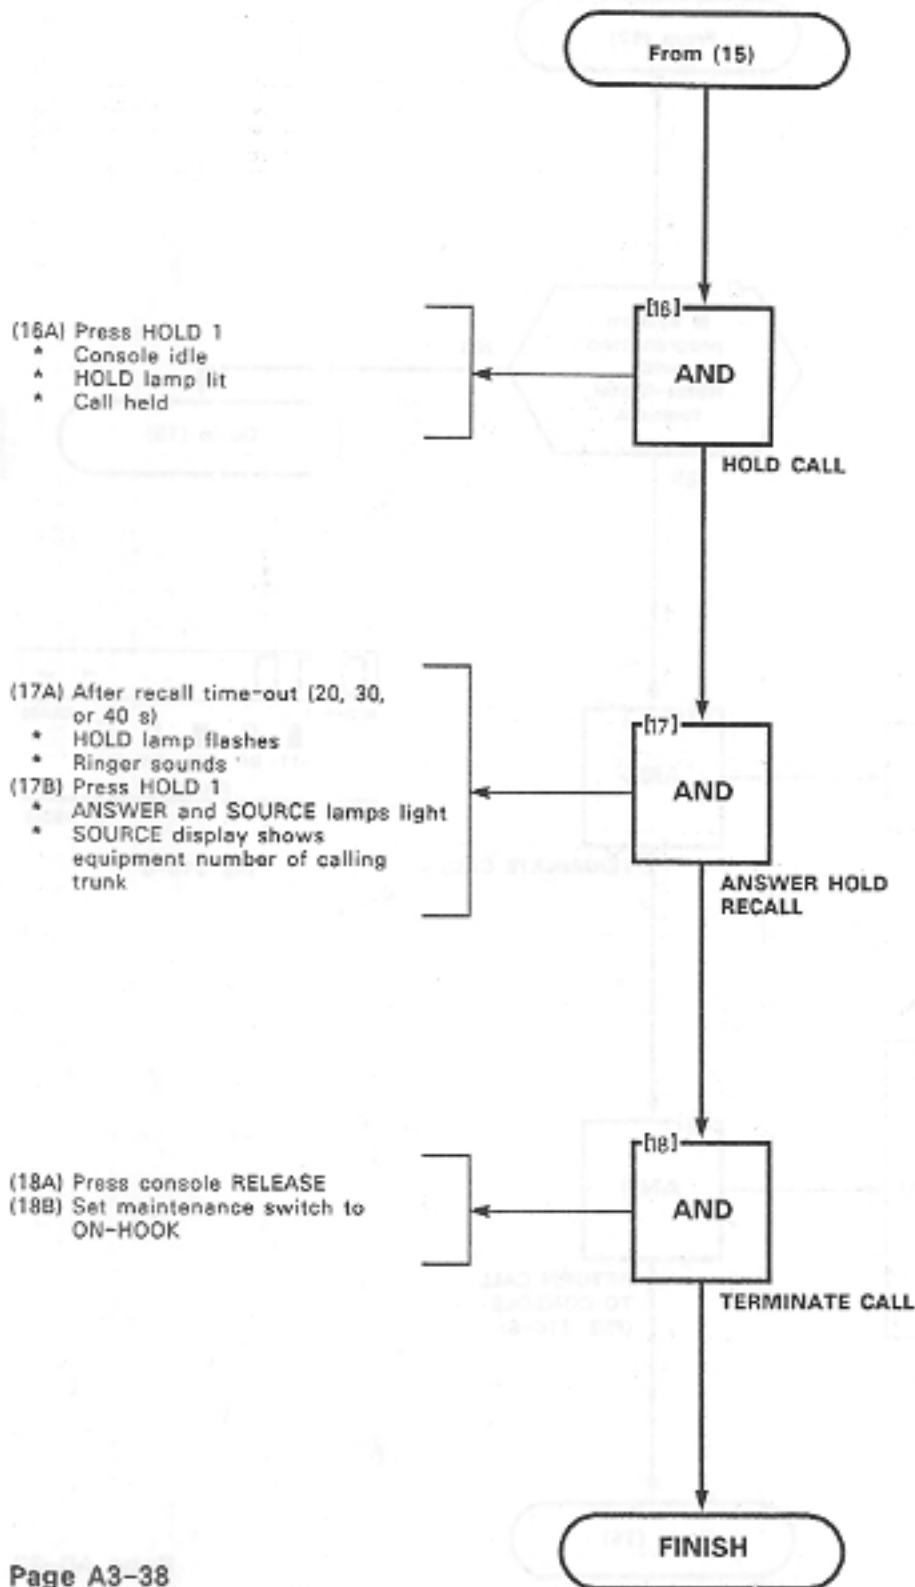 From (15)
[16]
AND
HOLD CALL
(16A) Press HOLD 1
* Console idle
* HOLD lamp lit
* Call held
[17]
AND
ANSWER HOLD
RECALL
(17A) After recall time-out (20, 30,
or 40 s)
* HOLD lamp flashes
* Ringer sounds
(17B) Press HOLD 1
* ANSWER and SOURCE lamps light
* SOURCE display shows
equipment number of calling
trunk
[18]
AND
TERMINATE CALL
(18A) Press console RELEASE
(18B) Set maintenance switch to
ON-HOOK
FINISH
Page A3-38